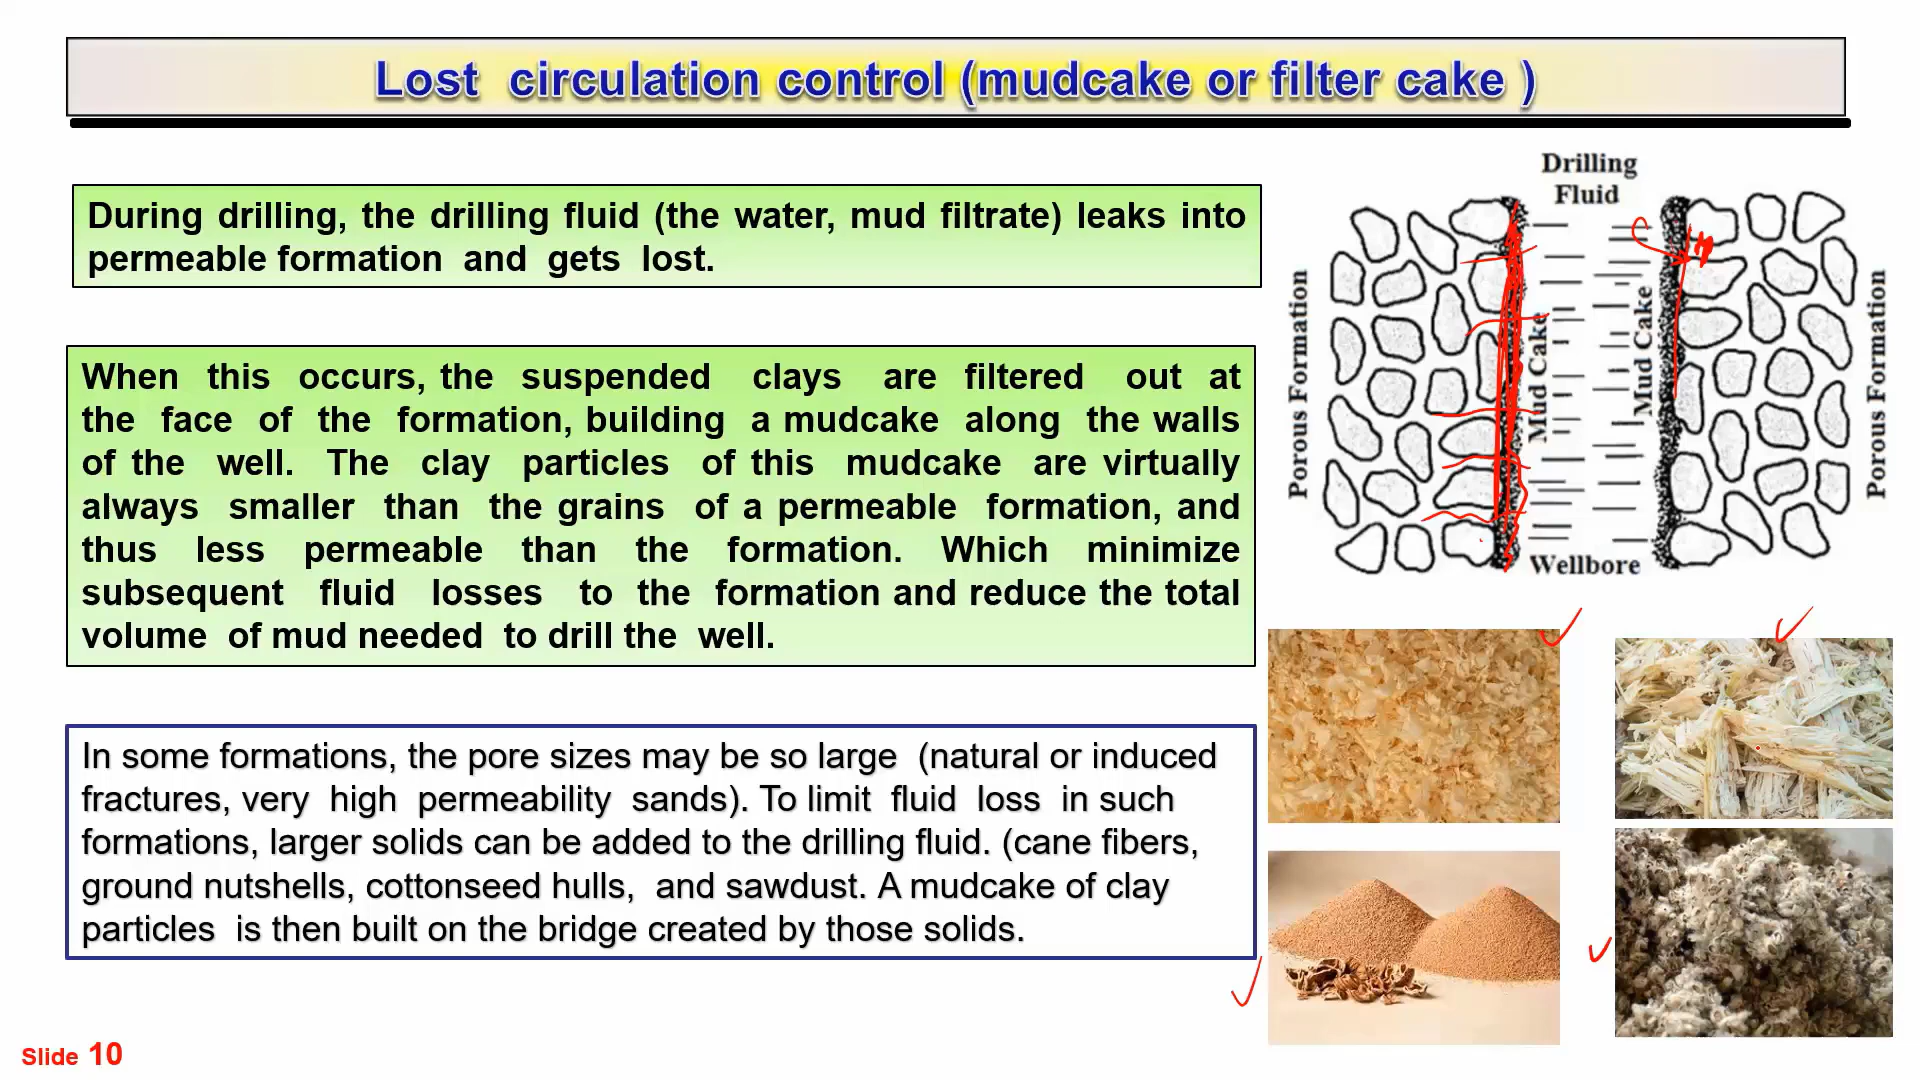 Lost circulation control (mudcake or filter cake )
During drilling, the drilling fluid (the water, mud filtrate) leaks into
permeable formation and gets lost.
When this occurs, the suspended clays are filtered out at
the face of the formation, building a mudcake along the walls
of the well. The clay particles of this mudcake are virtually
always smaller than the grains of a permeable formation, and
thus less permeable than the formation. Which minimize
subsequent fluid losses to the formation and reduce the total
volume of mud needed to drill the well.
In some formations, the pore sizes may be so large (natural or induced
fractures, very high permeability sands). To limit fluid loss in such
formations, larger solids can be added to the drilling fluid. (cane fibers,
ground nutshells, cottonseed hulls, and sawdust. A mudcake of clay
particles is then built on the bridge created by those solids.
Drilling
Fluid
Porous Formation
Mud Cake
Mud Cake
Porous Formation
Wellbore
Slide 10